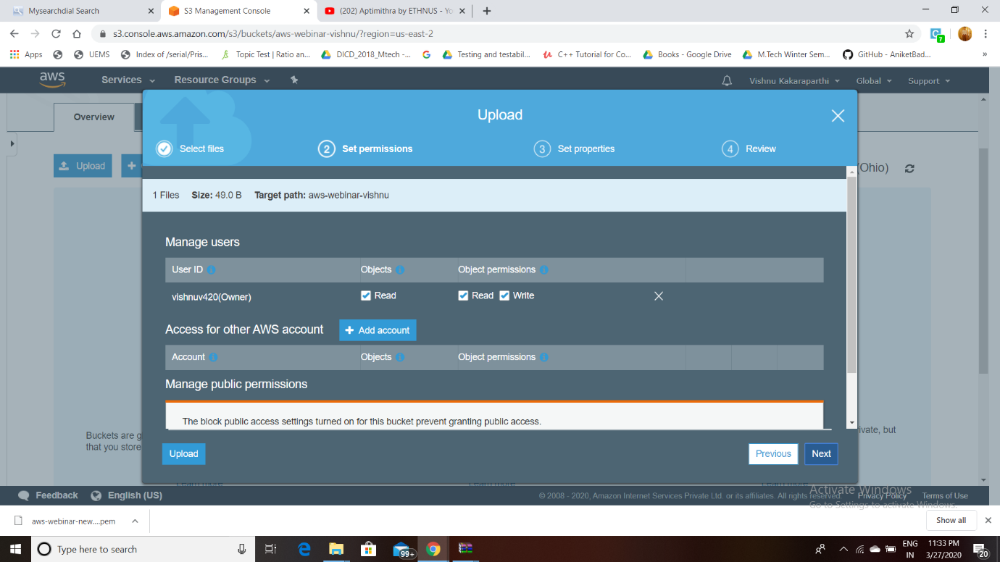 Mysearchdial Search
S3 Management Console
(202) Aptimithra by ETHNUS - Yo
s3.console.aws.amazon.com/s3/buckets/aws-webinar-vishnu/?region=us-east-2
7
Apps UEMS Index of /serial/Pris... Topic Test | Ratio an... DICD_2018_Mtech -... Testing and testabil... C++ Tutorial for Co... Books - Google Drive M.Tech Winter Sem... GitHub - AniketBad... »
aws Services Resource Groups Vishnu Kakaraparthi Global Support
Overview
Upload
(Ohio)
Upload
Select files 2 Set permissions 3 Set properties 4 Review
1 Files Size: 49.0 B Target path: aws-webinar-vishnu
Manage users
User ID Objects Object permissions
vishnuv420(Owner) Read Read Write
Access for other AWS account + Add account
Account Objects Object permissions
Manage public permissions
The block public access settings turned on for this bucket prevent granting public access.
Buckets are g
that you store
ivate, but
Upload Previous Next
Learn more Learn more Learn more
Activate Windows
Go to Settings to activate Windows.
Feedback English (US) © 2008 - 2020, Amazon Internet Services Private Ltd. or its affiliates. All rights reserved. Privacy Policy Terms of Use
aws-webinar-new....pem
Show all
Type here to search
99+
ENG
IN
11:33 PM
3/27/2020
20